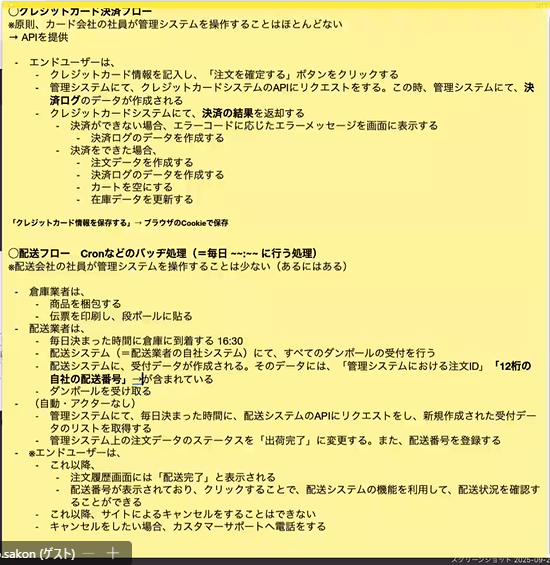 ◯クレジットカード決済フロー
※原則、カード会社の社員が管理システムを操作することはほとんどない
→ APIを提供
- エンドユーザーは、
- クレジットカード情報を記入し、「注文を確定する」ボタンをクリックする
- 管理システムにて、クレジットカードシステムのAPIにリクエストをする。この時、管理システムにて、決
済ログのデータが作成される
- クレジットカードシステムにて、決済の結果を返却する
- 決済ができない場合、エラーコードに応じたエラーメッセージを画面に表示する
- 決済ログのデータを作成する
- 決済をできた場合、
- 注文データを作成する
- 決済ログのデータを作成する
- カートを空にする
- 在庫データを更新する
「クレジットカード情報を保存する」→ ブラウザのCookieで保存
◯配送フロー　Cronなどのバッヂ処理（＝毎日 ~~:~~ に行う処理）
※配送会社の社員が管理システムを操作することは少ない（あるにはある）
- 倉庫業者は、
- 商品を梱包する
- 伝票を印刷し、段ボールに貼る
- 配送業者は、
- 毎日決まった時間に倉庫に到着する 16:30
- 配送システム（＝配送業者の自社システム）にて、すべてのダンボールの受付を行う
- 配送システムに、受付データが作成される。そのデータには、「管理システムにおける注文ID」「12桁の
自社の配送番号」→が含まれている
- ダンボールを受け取る
- （自動・アクターなし）
- 管理システムにて、毎日決まった時間に、配送システムのAPIにリクエストをし、新規作成された受付デー
タのリストを取得する
- 管理システム上の注文データのステータスを「出荷完了」に変更する。また、配送番号を登録する
- ※エンドユーザーは、
- これ以降、
- 注文履歴画面には「配送完了」と表示される
- 配送番号が表示されており、クリックすることで、配送システムの機能を利用して、配送状況を確認す
ることができる
- これ以降、サイトによるキャンセルをすることはできない
- キャンセルをしたい場合、カスタマーサポートへ電話をする
o.sakon (ゲスト)
スクリーンショット 2025-09-2